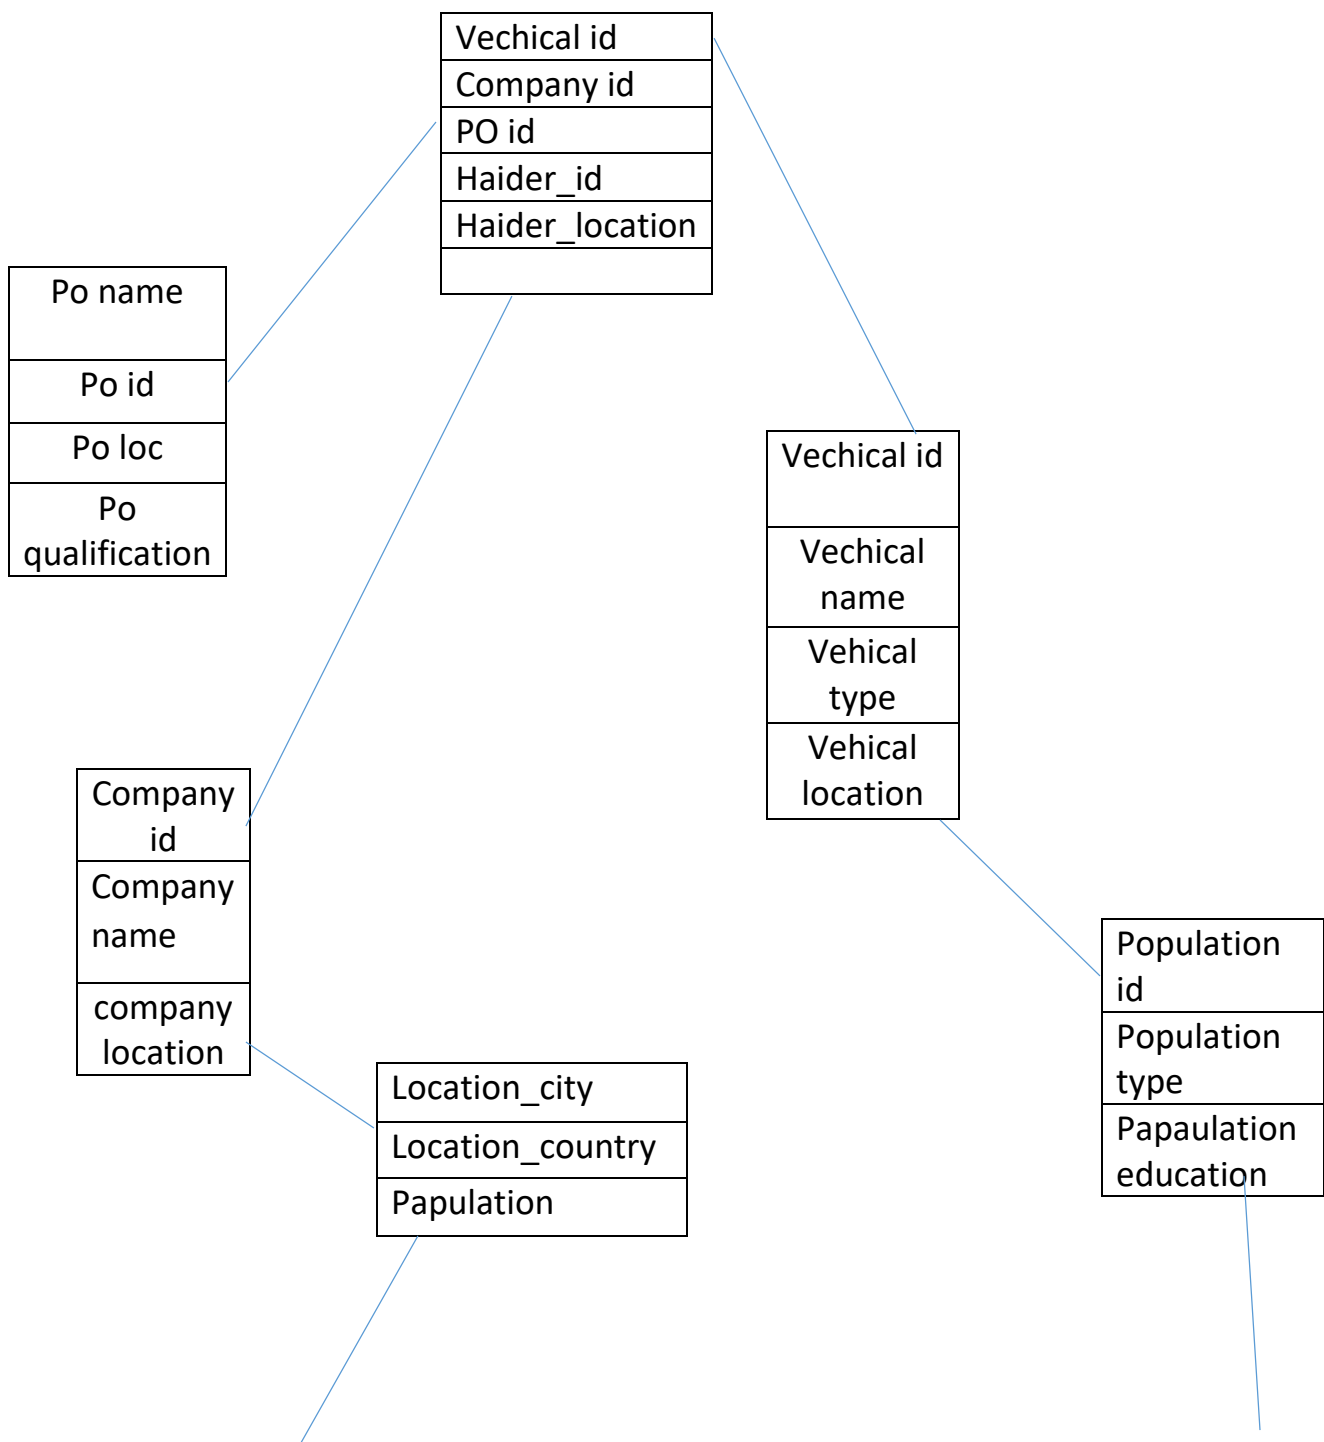 Vechical id
Company id
PO id
Haider_id
Haider_location
Po name
Po id
Po loc
Po
qualification
Vechical id
Vechical
name
Vehical
type
Vehical
location
Company
id
Company
name
company
location
Location_city
Location_country
Papulation
Population
id
Population
type
Papaulation
education